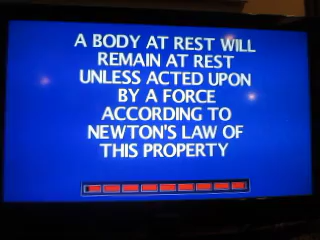 A BODY AT REST WILL
REMAIN AT REST
UNLESS ACTED UPON
BY A FORCE
ACCORDING TO
NEWTON'S LAW OF
THIS PROPERTY